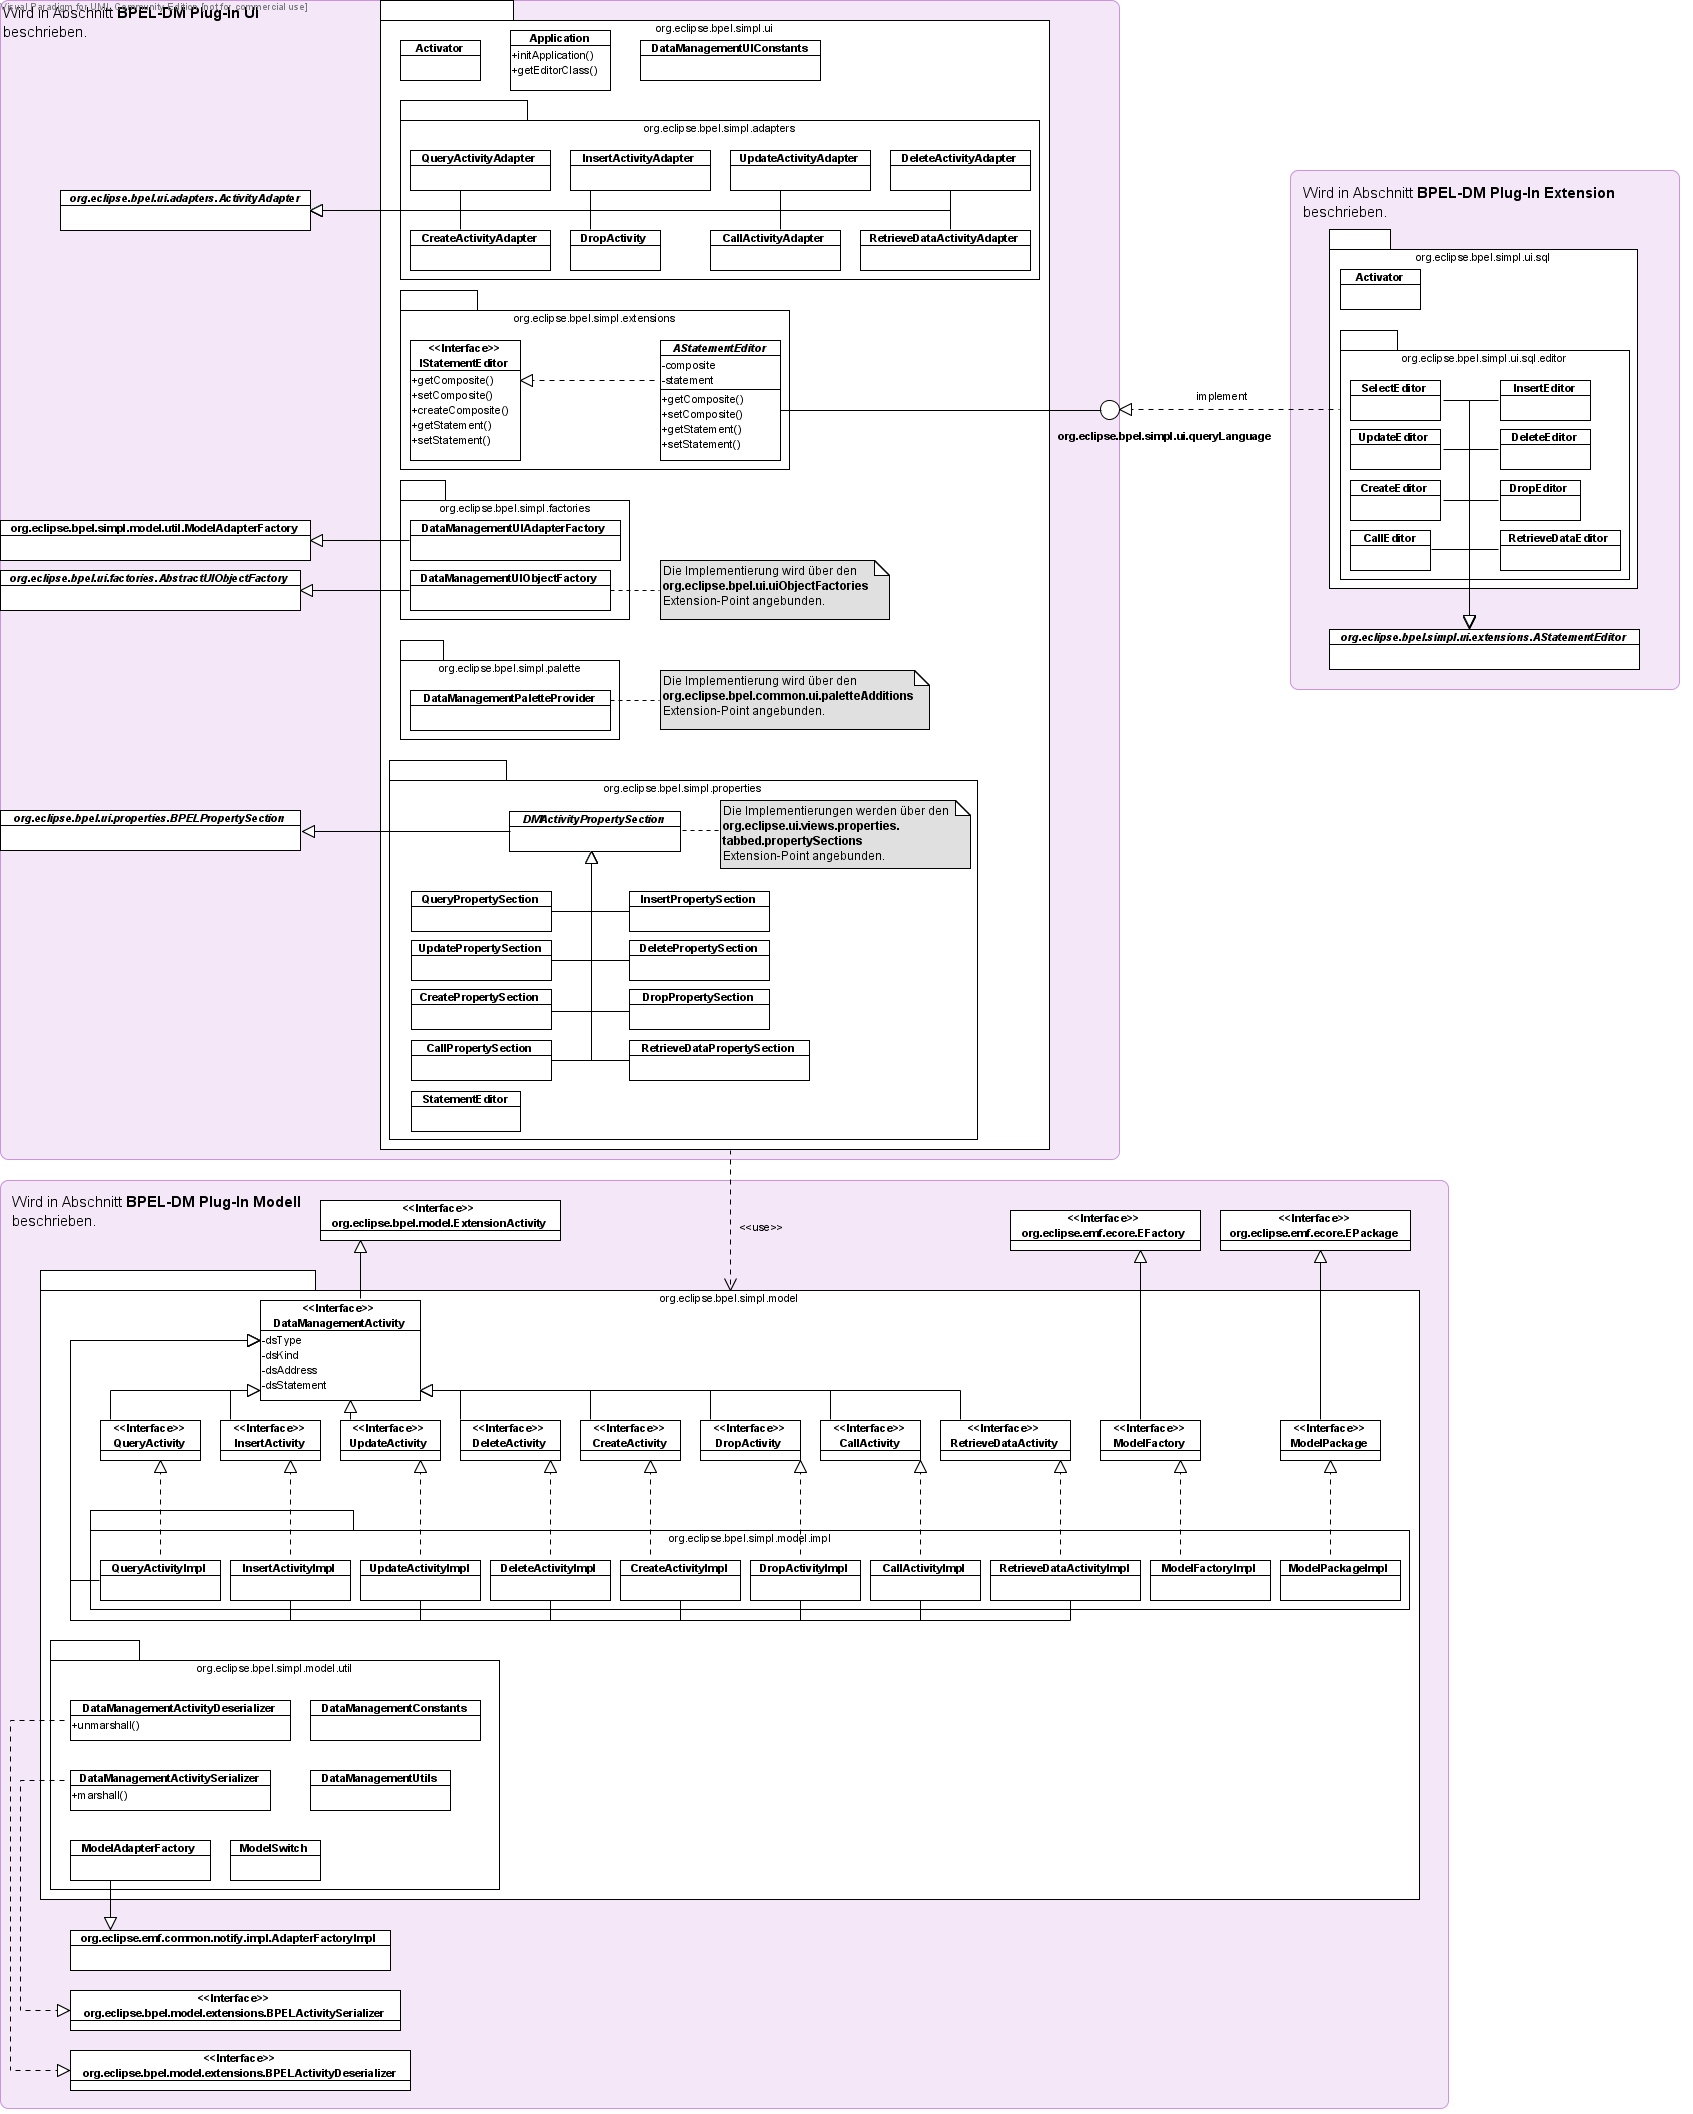 Visual Paradigm for UML Community Edition [not for commercial use]
Wird in Abschnitt BPEL-DM Plug-In UI
beschrieben.
org.eclipse.bpel.simpl.ui
Activator
Application
+initApplication()
+getEditorClass()
DataManagementUIConstants
org.eclipse.bpel.simpl.adapters
QueryActivityAdapter
InsertActivityAdapter
UpdateActivityAdapter
DeleteActivityAdapter
org.eclipse.bpel.ui.adapters.ActivityAdapter
CreateActivityAdapter
DropActivity
CallActivityAdapter
RetrieveDataActivityAdapter
org.eclipse.bpel.simpl.extensions
<<Interface>>
IStatementEditor
+getComposite()
+setComposite()
+createComposite()
+getStatement()
+setStatement()
AStatementEditor
-composite
-statement
+getComposite()
+setComposite()
+getStatement()
+setStatement()
org.eclipse.bpel.simpl.ui.queryLanguage
implement
Wird in Abschnitt BPEL-DM Plug-In Extension
beschrieben.
org.eclipse.bpel.simpl.ui.sql
Activator
org.eclipse.bpel.simpl.ui.sql.editor
SelectEditor
InsertEditor
UpdateEditor
DeleteEditor
CreateEditor
DropEditor
CallEditor
RetrieveDataEditor
org.eclipse.bpel.simpl.ui.extensions.AStatementEditor
org.eclipse.bpel.simpl.factories
org.eclipse.bpel.simpl.model.util.ModelAdapterFactory
DataManagementUIAdapterFactory
org.eclipse.bpel.ui.factories.AbstractUIObjectFactory
DataManagementUIObjectFactory
Die Implementierung wird über den
org.eclipse.bpel.ui.uiObjectFactories
Extension-Point angebunden.
org.eclipse.bpel.simpl.palette
DataManagementPaletteProvider
Die Implementierung wird über den
org.eclipse.bpel.common.ui.paletteAdditions
Extension-Point angebunden.
org.eclipse.bpel.simpl.properties
org.eclipse.bpel.ui.properties.BPELPropertySection
DMActivityPropertySection
Die Implementierungen werden über den
org.eclipse.ui.views.properties.
tabbed.propertySections
Extension-Point angebunden.
QueryPropertySection
InsertPropertySection
UpdatePropertySection
DeletePropertySection
CreatePropertySection
DropPropertySection
CallPropertySection
RetrieveDataPropertySection
StatementEditor
<<use>>
Wird in Abschnitt BPEL-DM Plug-In Modell
beschrieben.
<<Interface>>
org.eclipse.bpel.model.ExtensionActivity
<<Interface>>
org.eclipse.emf.ecore.EFactory
<<Interface>>
org.eclipse.emf.ecore.EPackage
org.eclipse.bpel.simpl.model
<<Interface>>
DataManagementActivity
-dsType
-dsKind
-dsAddress
-dsStatement
<<Interface>>
QueryActivity
<<Interface>>
InsertActivity
<<Interface>>
UpdateActivity
<<Interface>>
DeleteActivity
<<Interface>>
CreateActivity
<<Interface>>
DropActivity
<<Interface>>
CallActivity
<<Interface>>
RetrieveDataActivity
<<Interface>>
ModelFactory
<<Interface>>
ModelPackage
org.eclipse.bpel.simpl.model.impl
QueryActivityImpl
InsertActivityImpl
UpdateActivityImpl
DeleteActivityImpl
CreateActivityImpl
DropActivityImpl
CallActivityImpl
RetrieveDataActivityImpl
ModelFactoryImpl
ModelPackageImpl
org.eclipse.bpel.simpl.model.util
DataManagementActivityDeserializer
+unmarshall()
DataManagementConstants
DataManagementActivitySerializer
+marshall()
DataManagementUtils
ModelAdapterFactory
ModelSwitch
org.eclipse.emf.common.notify.impl.AdapterFactoryImpl
<<Interface>>
org.eclipse.bpel.model.extensions.BPELActivitySerializer
<<Interface>>
org.eclipse.bpel.model.extensions.BPELActivityDeserializer